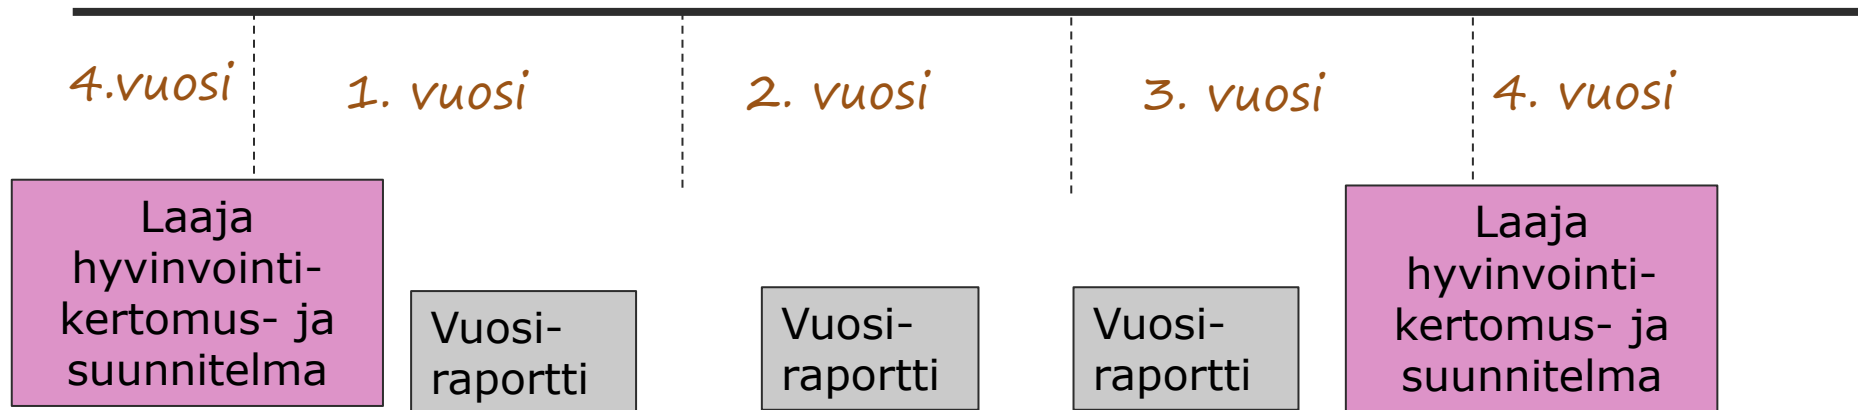 4.vuosi
1. vuosi
2. vuosi
3. vuosi
4. vuosi
Laaja
hyvinvointi-
kertomus- ja
suunnitelma
Vuosi-
raportti
Vuosi-
raportti
Vuosi-
raportti
Laaja
hyvinvointi-
kertomus- ja
suunnitelma